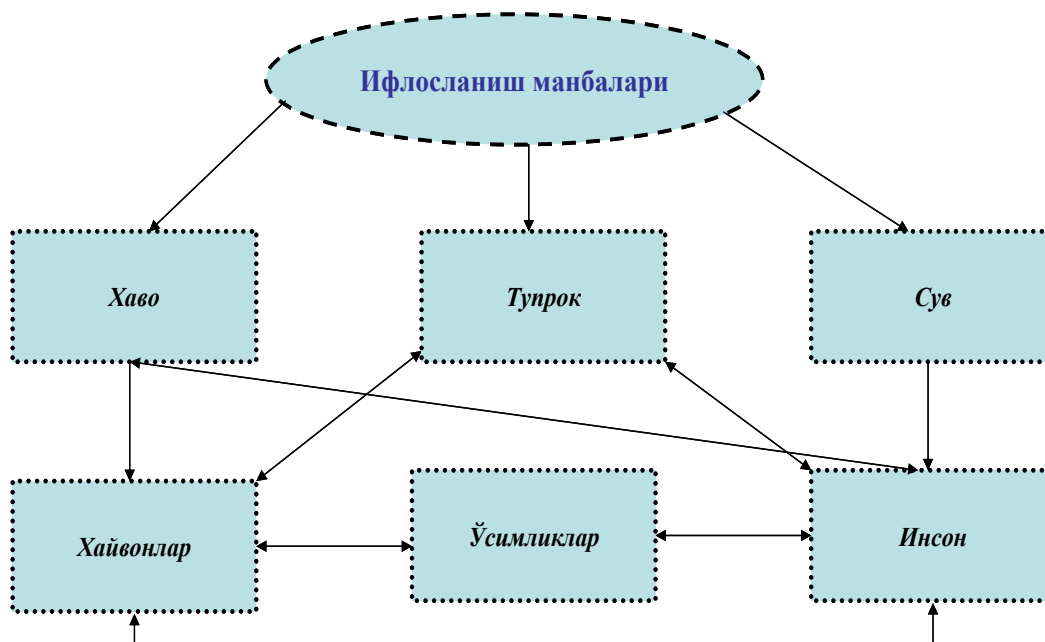 Ифлосланиш манбалари
Хаво
Тупрок
Сув
Хайвонлар
Ўсимликлар
Инсон